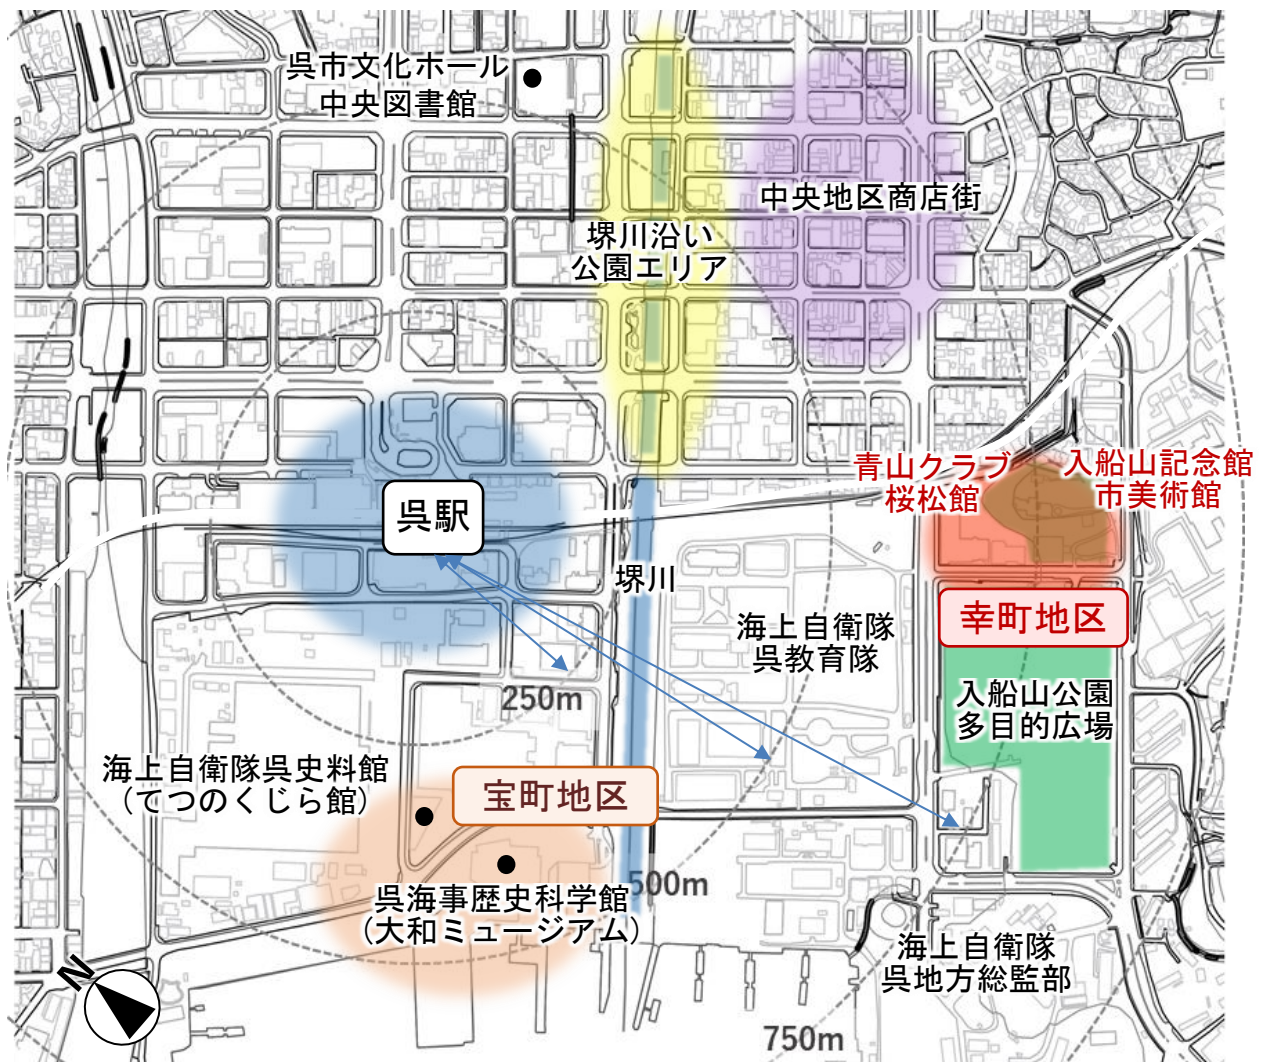 呉市文化ホール
中央図書館
中央地区商店街
堺川沿い
公園エリア
青山クラブ
桜松館
入船山記念館
市美術館
呉駅
堺川
幸町地区
海上自衛隊
呉教育隊
入船山公園
多目的広場
250m
海上自衛隊呉史料館
（てつのくじら館）
宝町地区
500m
呉海事歴史科学館
（大和ミュージアム）
海上自衛隊
呉地方総監部
N
750m